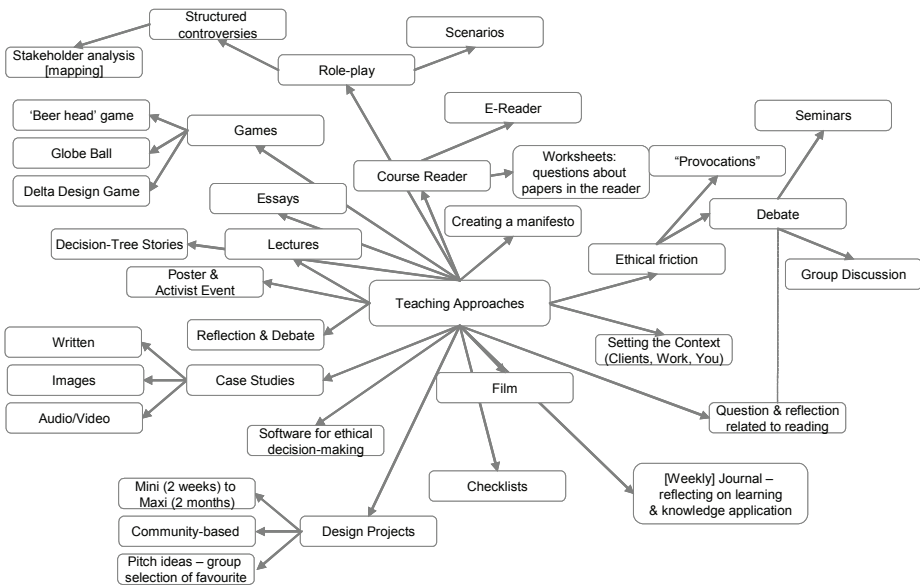 Structured
controversies
Scenarios
Stakeholder analysis
[mapping]
Role-play
E-Reader
Seminars
‘Beer head’ game
Games
Globe Ball
Worksheets:
questions about
papers in the reader
“Provocations”
Course Reader
Delta Design Game
Essays
Debate
Creating a manifesto
Decision-Tree Stories
Lectures
Ethical friction
Group Discussion
Poster &
Activist Event
Teaching Approaches
Reflection & Debate
Setting the Context
(Clients, Work, You)
Written
Case Studies
Images
Film
Audio/Video
Question & reflection
related to reading
Software for ethical
decision-making
Checklists
[Weekly] Journal –
reflecting on learning
& knowledge application
Mini (2 weeks) to
Maxi (2 months)
Community-based
Design Projects
Pitch ideas – group
selection of favourite